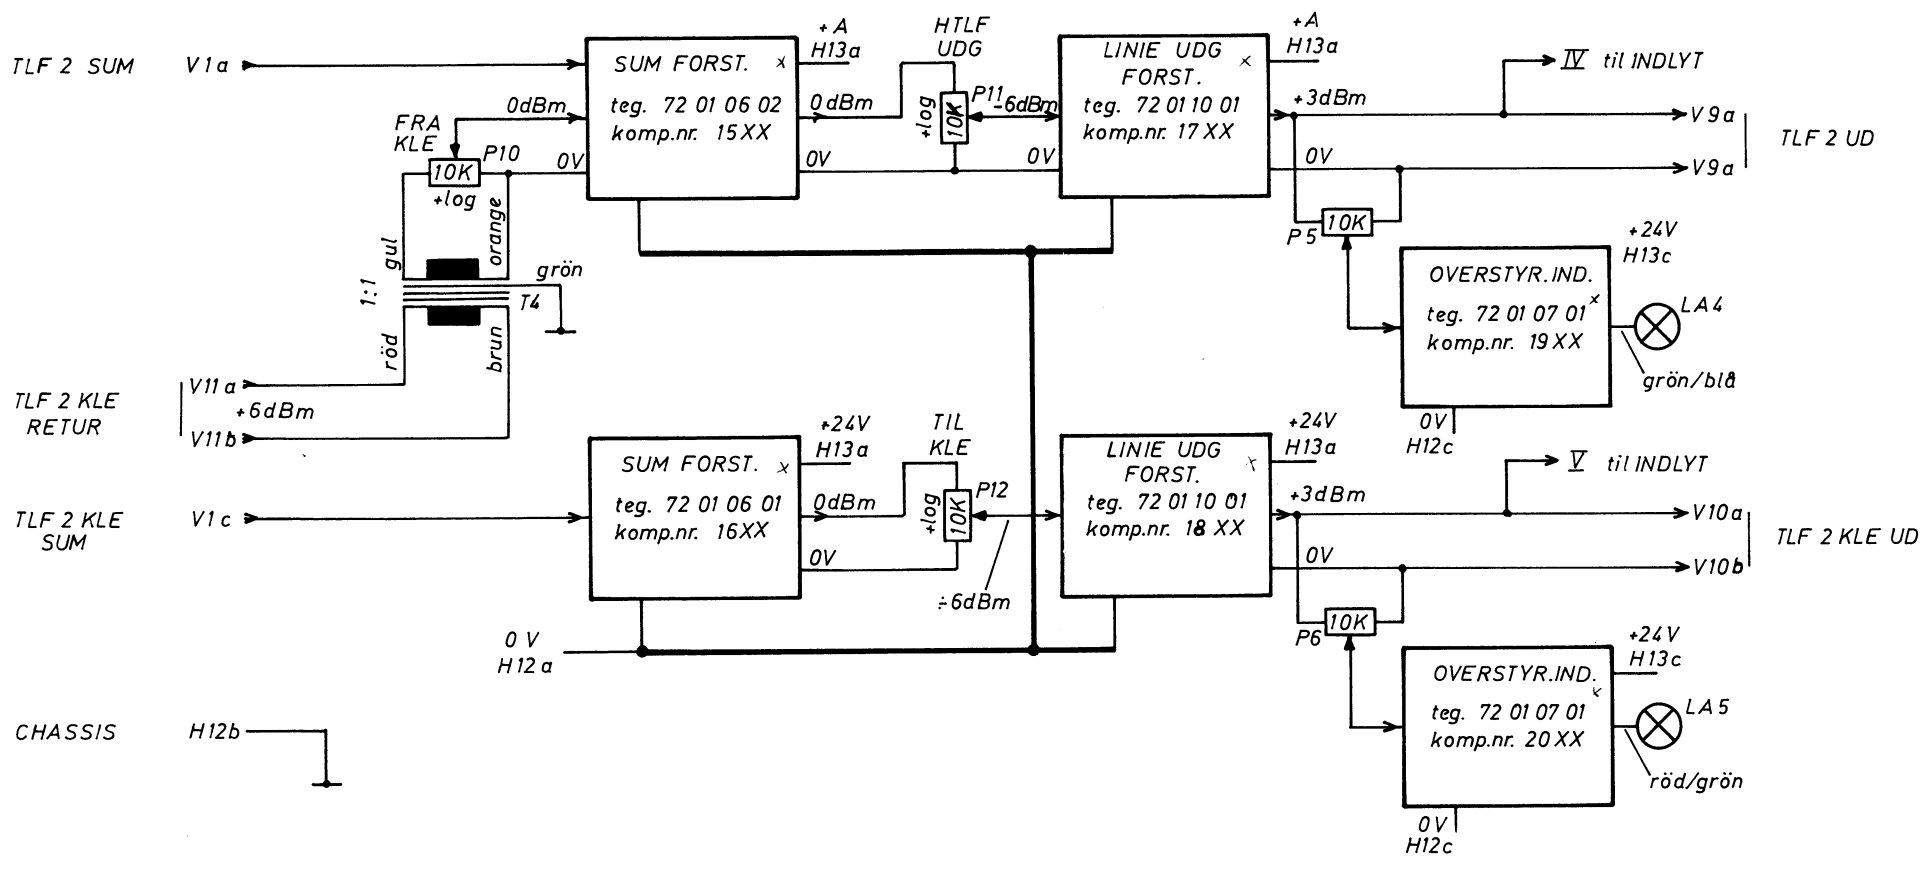 TLF 2 SUM V1a
SUM FORST. x
teg. 72 01 06 02
komp.nr. 15XX
+A
H13a
HTLF
UDG
LINIE UDG x
FORST.
teg. 72 01 10 01
komp.nr. 17XX
+A
H13a
IV til INDLYT
0dBm
FRA
KLE
P10
10K
+log
0V
0dBm
0V
+log
10K
P11
-6dBm
0V
+3dBm
0V
V9a
V9a
TLF 2 UD
P5
10K
gul
orange
1:1
grön
T4
röd
brun
+24V
H13c
OVERSTYR.IND.
x
teg. 72 01 07 01
komp.nr. 19XX
LA4
grön/blå
0V
H12c
TLF 2 KLE
RETUR
V11a
+6dBm
V11b
TLF 2 KLE
SUM
V1c
SUM FORST. x
teg. 72 01 06 01
komp.nr. 16XX
+24V
H13a
TIL
KLE
0dBm
0V
+log
10K
P12
÷6dBm
LINIE UDG x
FORST.
teg. 72 01 10 01
komp.nr. 18 XX
+24V
H13a
V til INDLYT
+3dBm
0V
V10a
V10b
TLF 2 KLE UD
P6
10K
0 V
H12a
+24V
H13c
OVERSTYR.IND.
x
teg. 72 01 07 01
komp.nr. 20XX
LA5
röd/grön
0V
H12c
CHASSIS H12b